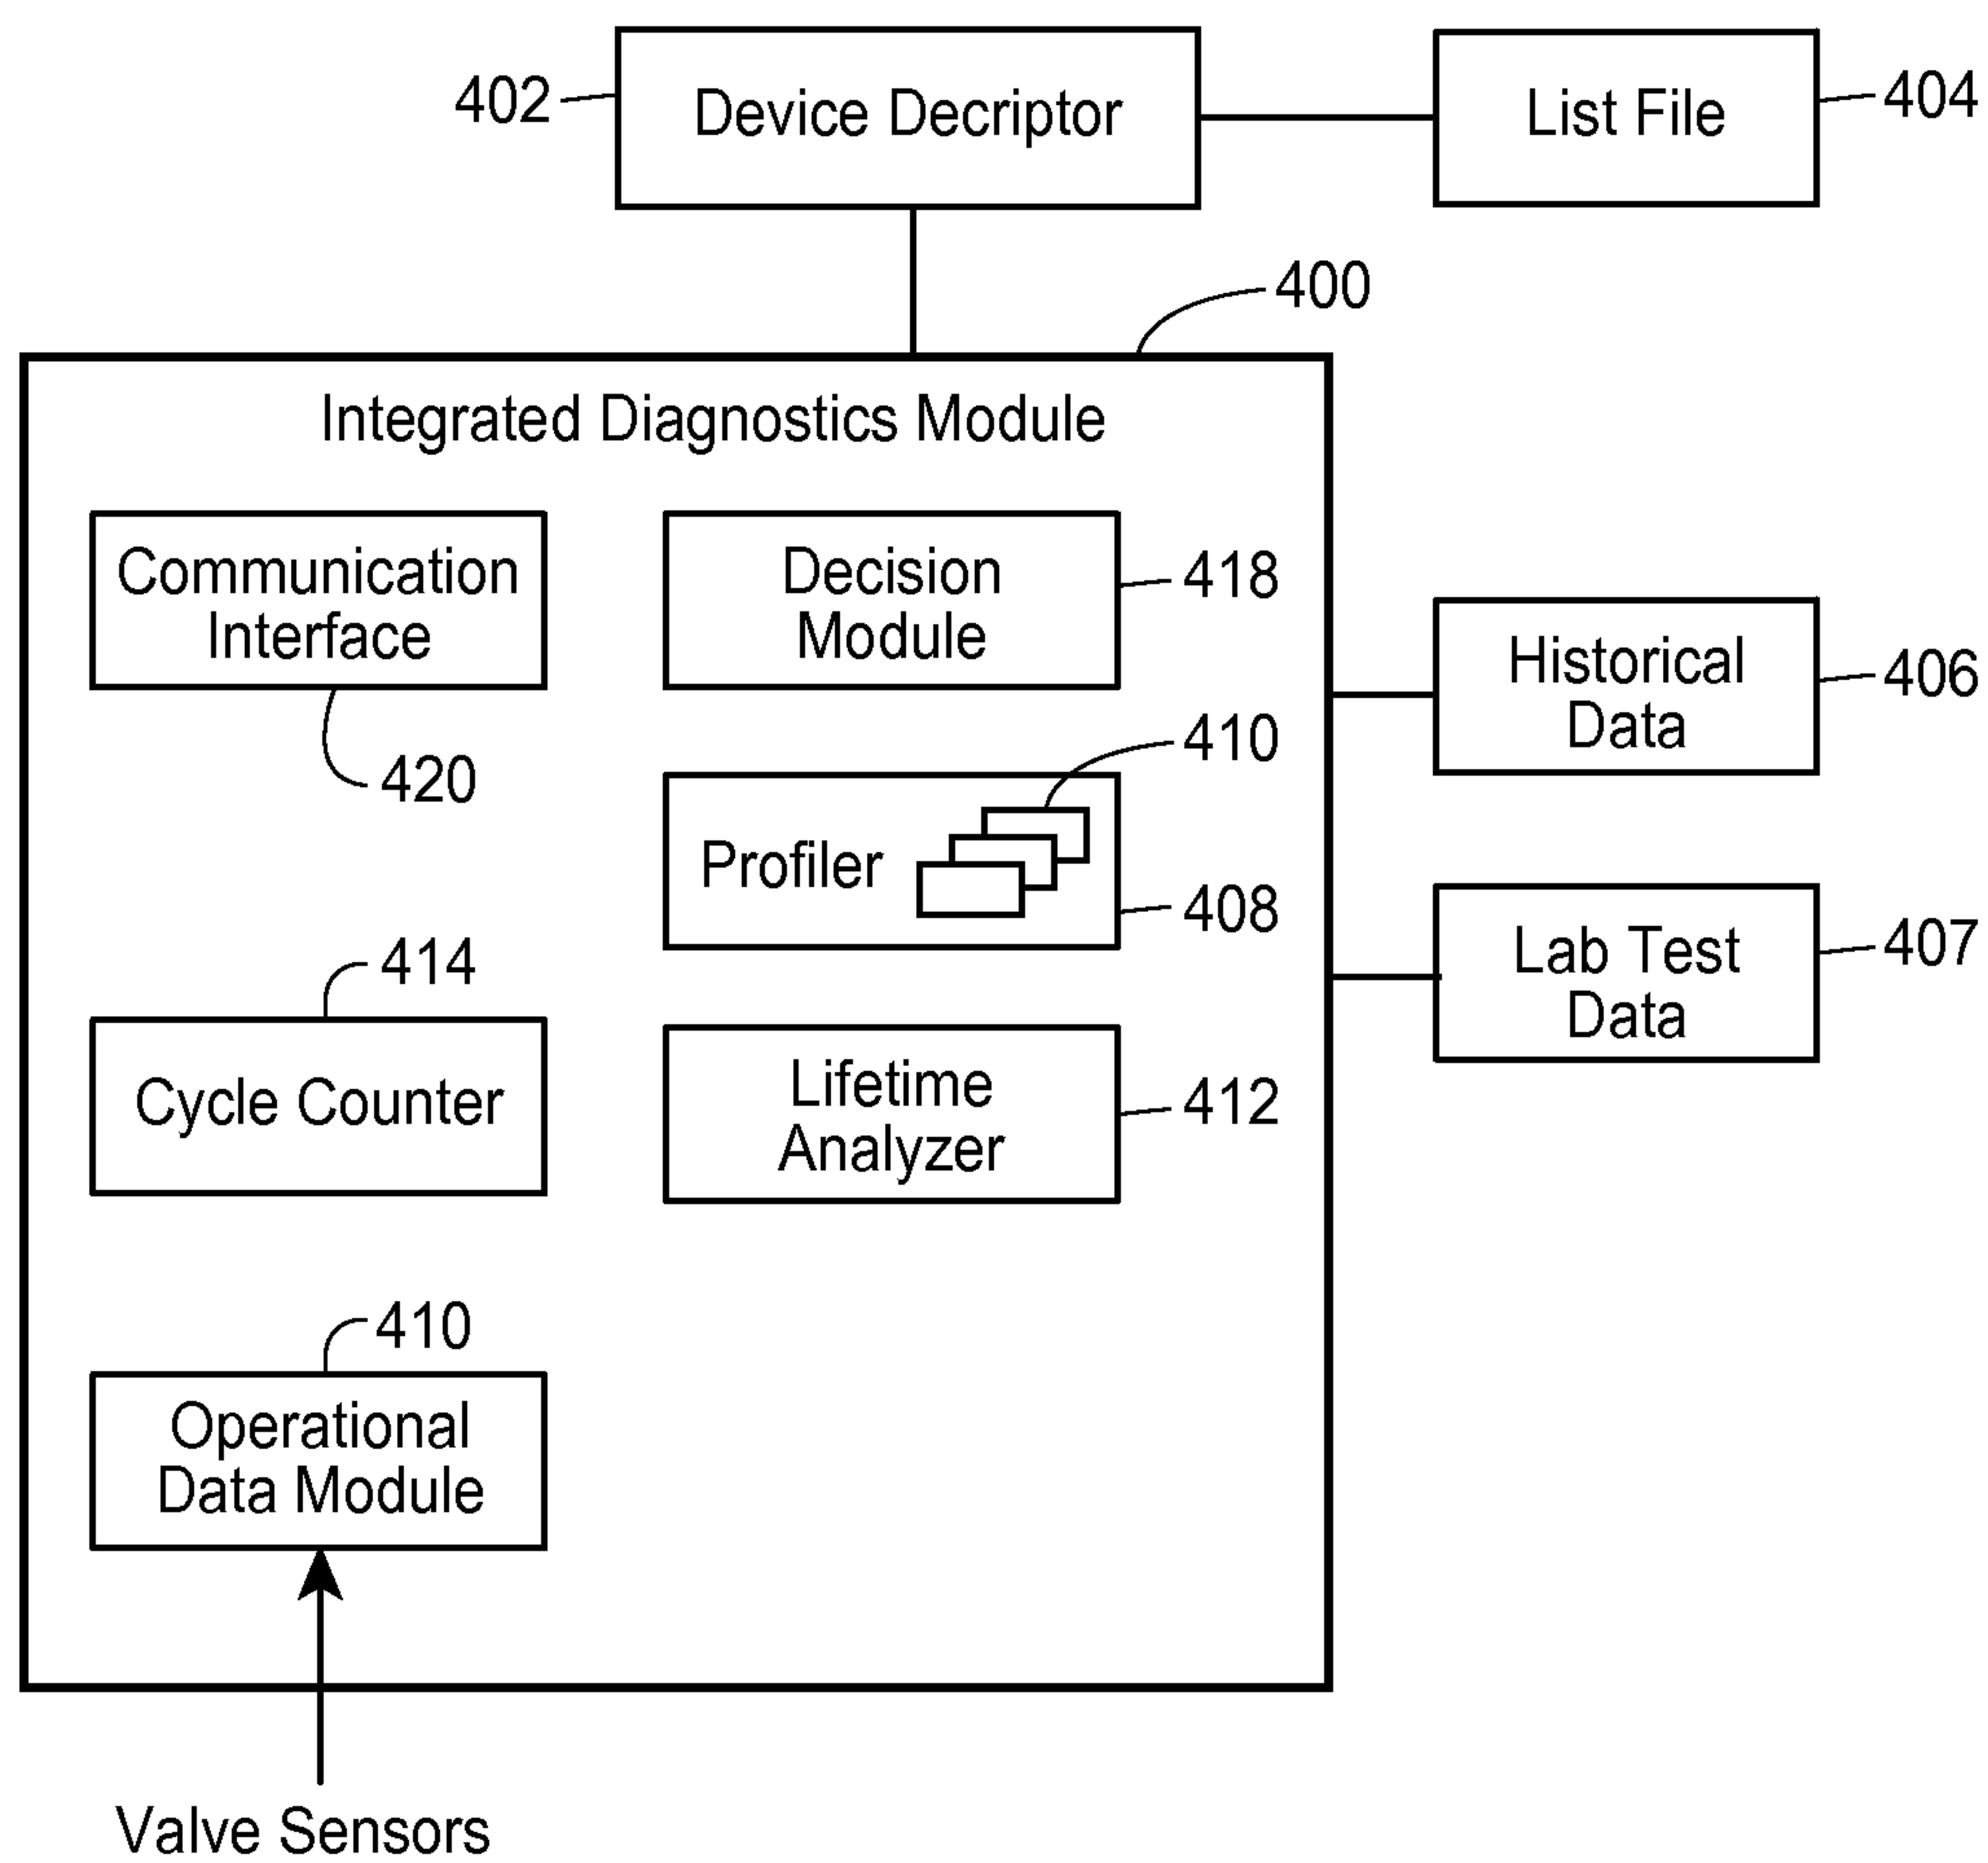 402
Device Decriptor
List File
404
400
Integrated Diagnostics Module
Communication
Interface
420
Decision
Module
418
Historical
Data
406
410
Profiler
408
Lab Test
Data
407
414
Cycle Counter
Lifetime
Analyzer
412
410
Operational
Data Module
Valve Sensors